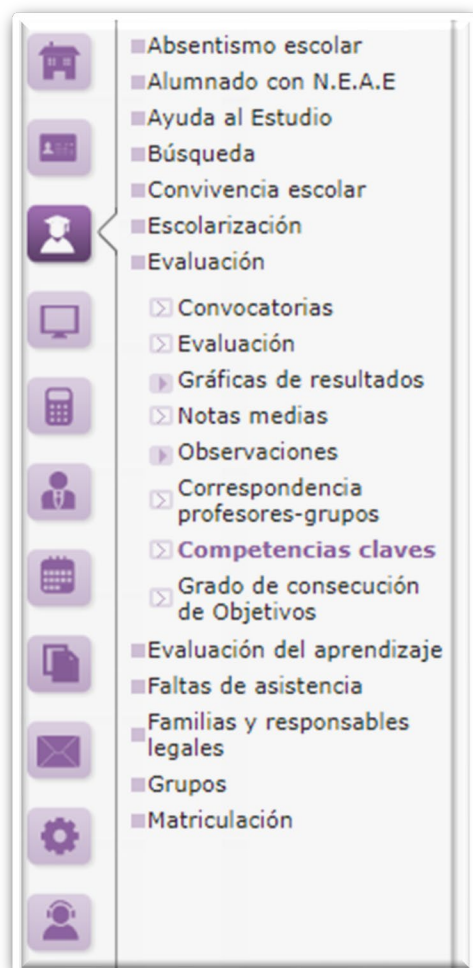 Absentismo escolar
Alumnado con N.E.A.E
Ayuda al Estudio
Búsqueda
Convivencia escolar
Escolarización
Evaluación
Convocatorias
Evaluación
Gráficas de resultados
Notas medias
Observaciones
Correspondencia
profesores-grupos
Competencias claves
Grado de consecución
de Objetivos
Evaluación del aprendizaje
Faltas de asistencia
Familias y responsables
legales
Grupos
Matriculación